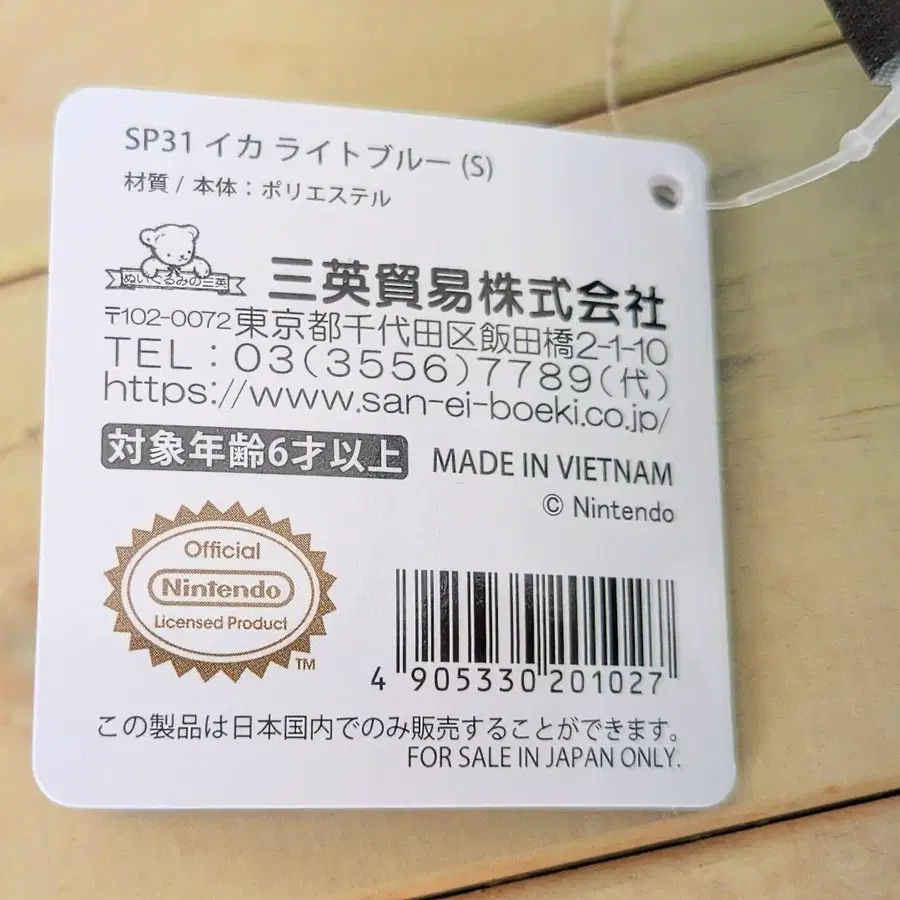 SP31 イカ ライトブルー (S)
材質 / 本体 : ポリエステル
ぬいぐるみの三英
三英貿易株式会社
〒102-0072東京都千代田区飯田橋2-1-10
TEL : 03(3556)7789(代)
https://www.san-ei-boeki.co.jp/
対象年齢6才以上
MADE IN VIETNAM
© Nintendo
Official
Nintendo
Licensed Product
TM
4 905330 201027
この製品は日本国内でのみ販売することができます。
FOR SALE IN JAPAN ONLY.